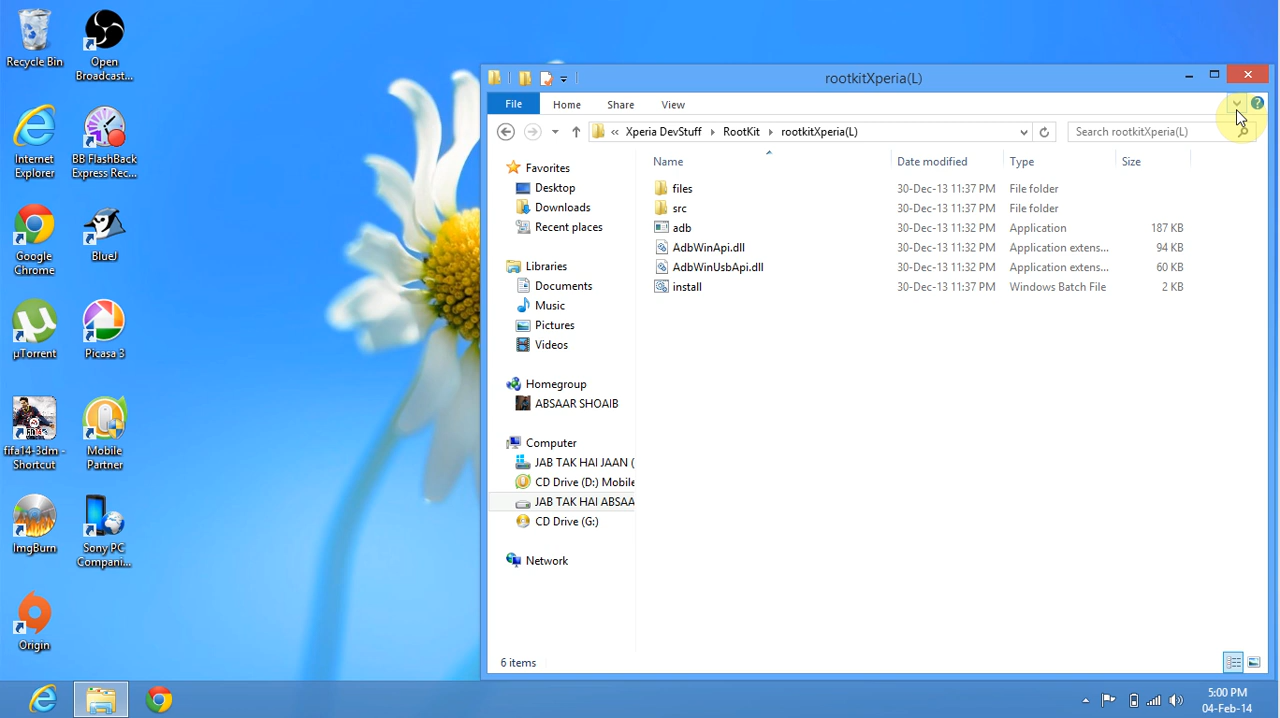 Recycle Bin
Open
Broadcast...
Internet
Explorer
BB FlashBack
Express Rec...
Google
Chrome
BlueJ
µTorrent
Picasa 3
fifa14-3dm -
Shortcut
Mobile
Partner
ImgBurn
Sony PC
Compani...
Origin
rootkitXperia(L)
File
Home
Share
View
« Xperia DevStuff
RootKit
rootkitXperia(L)
Search rootkitXperia(L)
Name
Date modified
Type
Size
files 30-Dec-13 11:37 PM File folder
src 30-Dec-13 11:37 PM File folder
adb 30-Dec-13 11:32 PM Application 187 KB
AdbWinApi.dll 30-Dec-13 11:32 PM Application extens... 94 KB
AdbWinUsbApi.dll 30-Dec-13 11:32 PM Application extens... 60 KB
install 30-Dec-13 11:37 PM Windows Batch File 2 KB
Favorites
Desktop
Downloads
Recent places
Libraries
Documents
Music
Pictures
Videos
Homegroup
ABSAAR SHOAIB
Computer
JAB TAK HAI JAAN (
CD Drive (D:) Mobile
JAB TAK HAI ABSAA
CD Drive (G:)
Network
6 items
5:00 PM
04-Feb-14